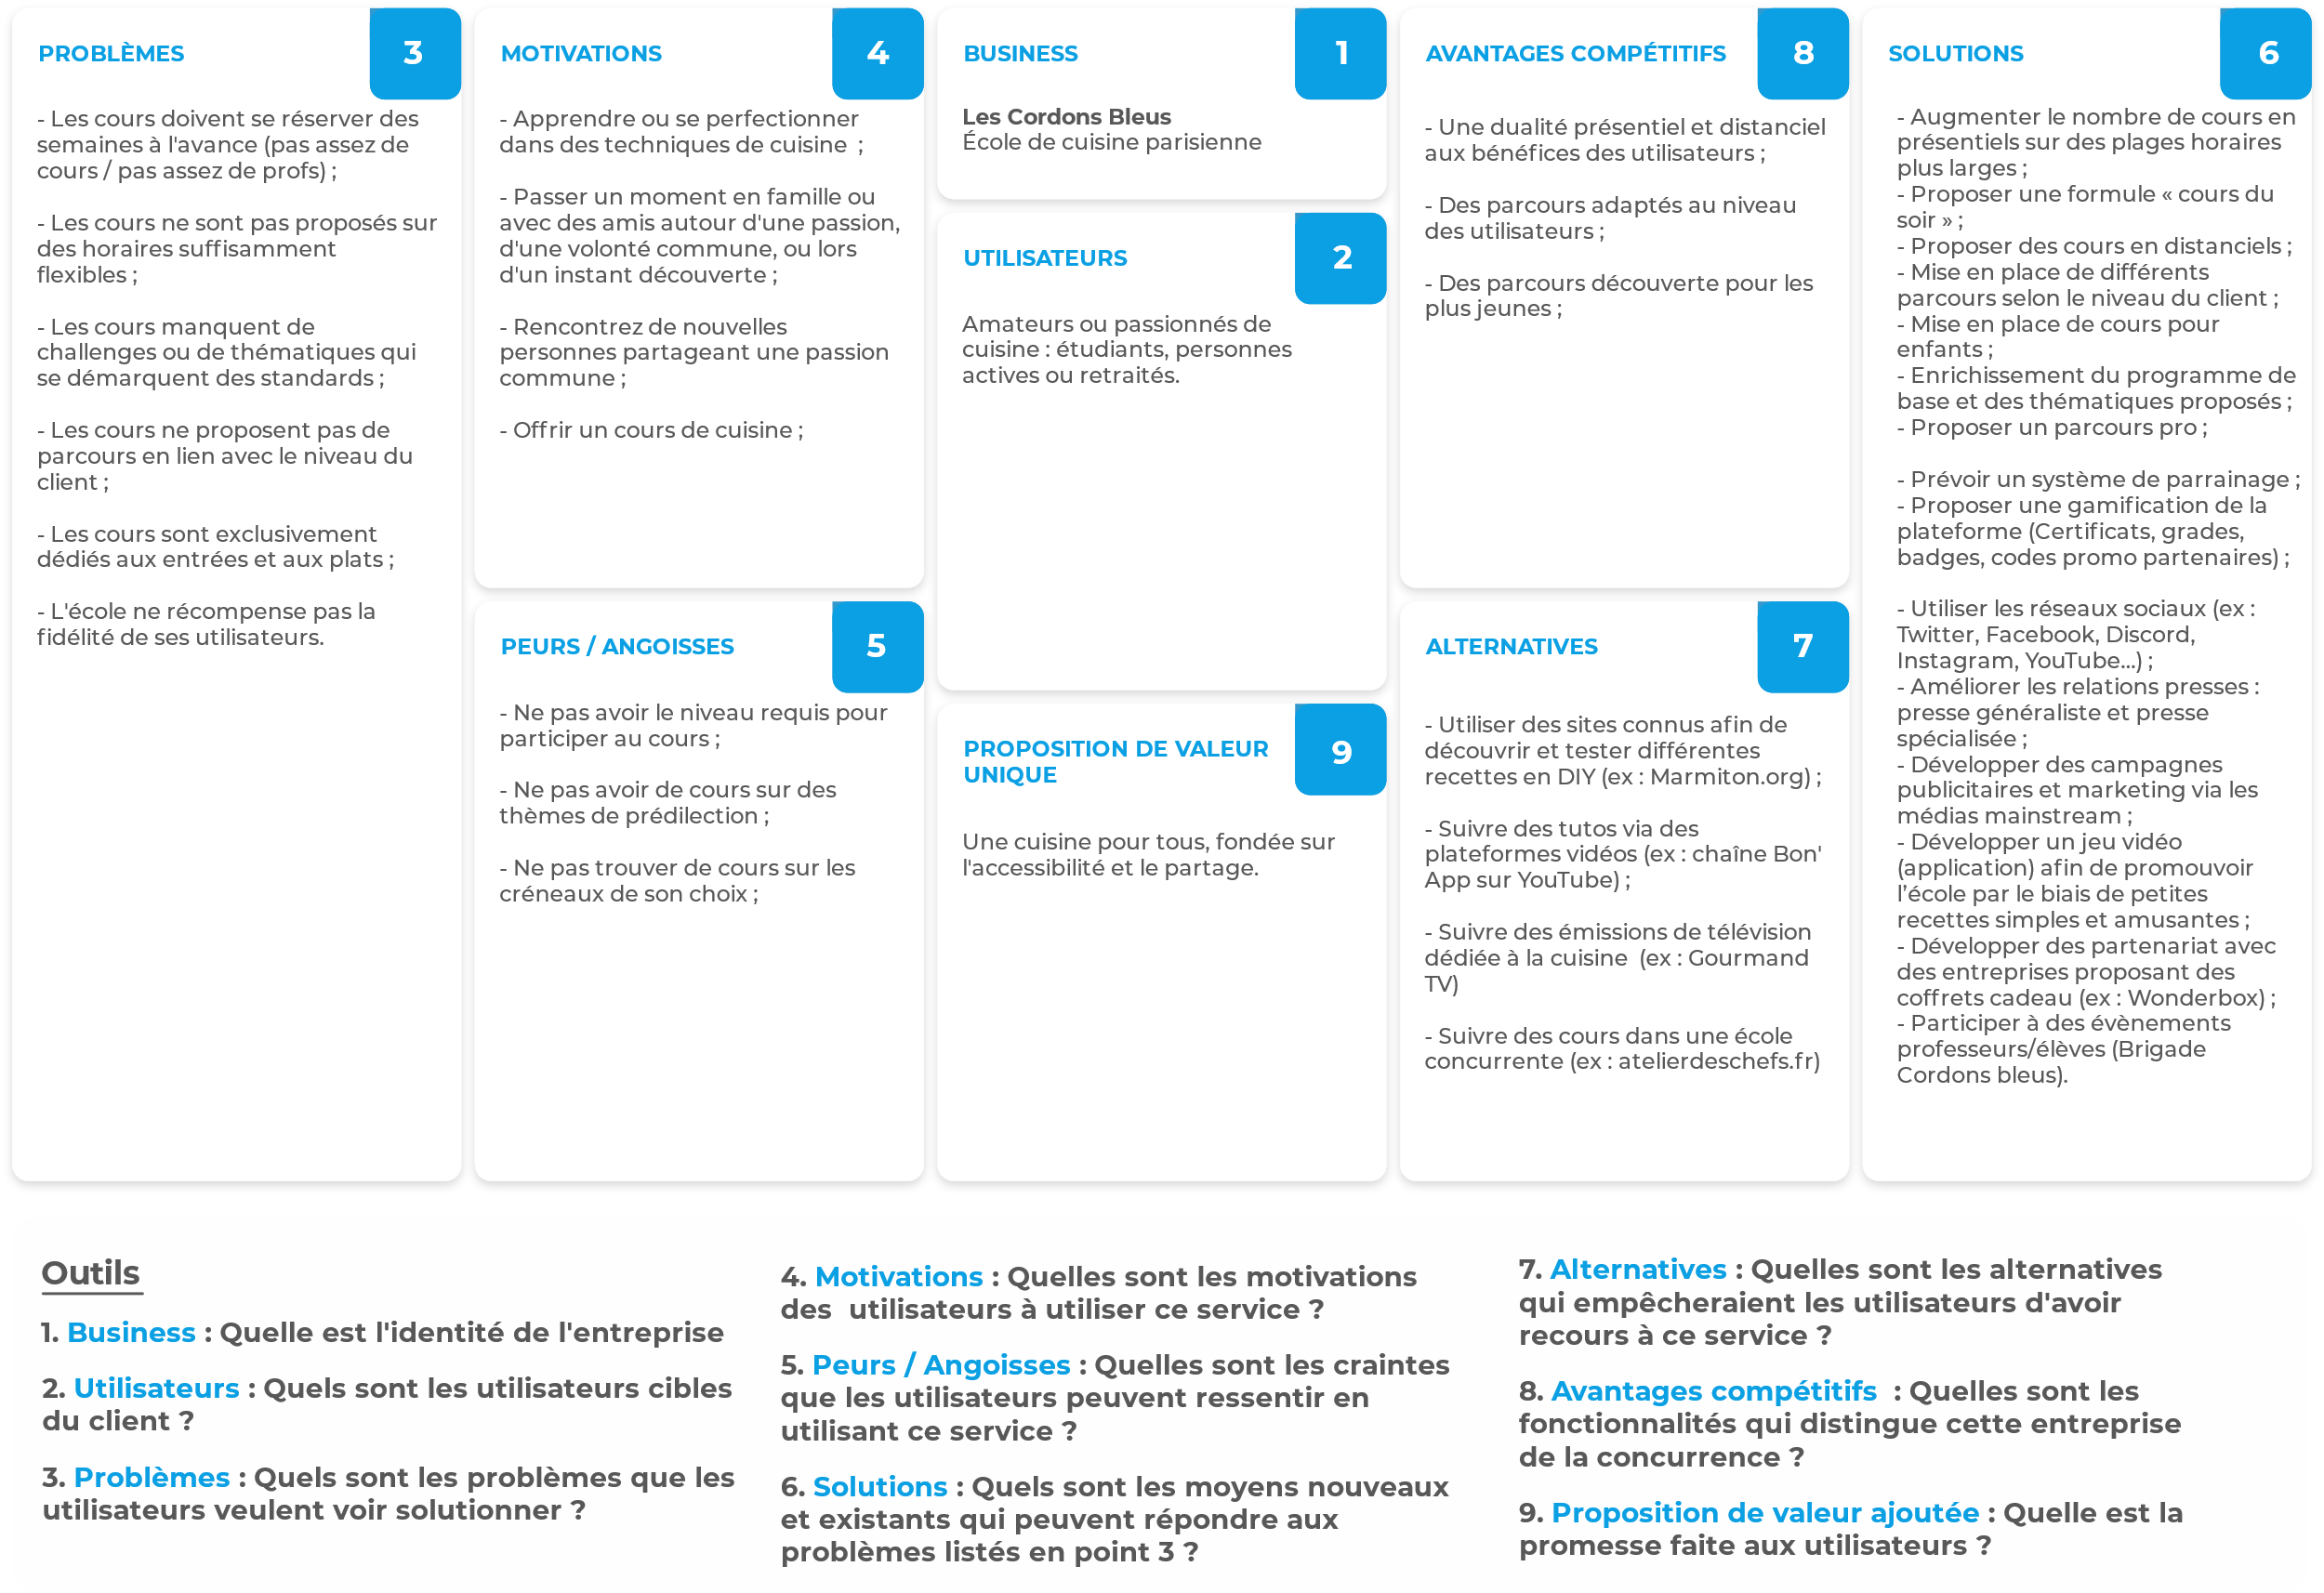 PROBLÈMES
3
- Les cours doivent se réserver des
semaines à l'avance (pas assez de
cours / pas assez de profs) ;
- Les cours ne sont pas proposés sur
des horaires suffisamment
flexibles ;
- Les cours manquent de
challenges ou de thématiques qui
se démarquent des standards ;
- Les cours ne proposent pas de
parcours en lien avec le niveau du
client ;
- Les cours sont exclusivement
dédiés aux entrées et aux plats ;
- L'école ne récompense pas la
fidélité de ses utilisateurs.
MOTIVATIONS
4
- Apprendre ou se perfectionner
dans des techniques de cuisine  ;
- Passer un moment en famille ou
avec des amis autour d'une passion,
d'une volonté commune, ou lors
d'un instant découverte ;
- Rencontrez de nouvelles
personnes partageant une passion
commune ;
- Offrir un cours de cuisine ;
PEURS / ANGOISSES
5
- Ne pas avoir le niveau requis pour
participer au cours ;
- Ne pas avoir de cours sur des
thèmes de prédilection ;
- Ne pas trouver de cours sur les
créneaux de son choix ;
BUSINESS
1
Les Cordons Bleus
École de cuisine parisienne
UTILISATEURS
2
Amateurs ou passionnés de
cuisine : étudiants, personnes
actives ou retraités.
PROPOSITION DE VALEUR
UNIQUE
9
Une cuisine pour tous, fondée sur
l'accessibilité et le partage.
AVANTAGES COMPÉTITIFS
8
- Une dualité présentiel et distanciel
aux bénéfices des utilisateurs ;
- Des parcours adaptés au niveau
des utilisateurs ;
- Des parcours découverte pour les
plus jeunes ;
ALTERNATIVES
7
- Utiliser des sites connus afin de
découvrir et tester différentes
recettes en DIY (ex : Marmiton.org) ;
- Suivre des tutos via des
plateformes vidéos (ex : chaîne Bon'
App sur YouTube) ;
- Suivre des émissions de télévision
dédiée à la cuisine  (ex : Gourmand
TV)
- Suivre des cours dans une école
concurrente (ex : atelierdeschefs.fr)
SOLUTIONS
6
- Augmenter le nombre de cours en
présentiels sur des plages horaires
plus larges ;
- Proposer une formule « cours du
soir » ;
- Proposer des cours en distanciels ;
- Mise en place de différents
parcours selon le niveau du client ;
- Mise en place de cours pour
enfants ;
- Enrichissement du programme de
base et des thématiques proposés ;
- Proposer un parcours pro ;
- Prévoir un système de parrainage ;
- Proposer une gamification de la
plateforme (Certificats, grades,
badges, codes promo partenaires) ;
- Utiliser les réseaux sociaux (ex :
Twitter, Facebook, Discord,
Instagram, YouTube...) ;
- Améliorer les relations presses :
presse généraliste et presse
spécialisée ;
- Développer des campagnes
publicitaires et marketing via les
médias mainstream ;
- Développer un jeu vidéo
(application) afin de promouvoir
l’école par le biais de petites
recettes simples et amusantes ;
- Développer des partenariat avec
des entreprises proposant des
coffrets cadeau (ex : Wonderbox) ;
- Participer à des évènements
professeurs/élèves (Brigade
Cordons bleus).
Outils
1. Business : Quelle est l'identité de l'entreprise
2. Utilisateurs : Quels sont les utilisateurs cibles
du client ?
3. Problèmes : Quels sont les problèmes que les
utilisateurs veulent voir solutionner ?
4. Motivations : Quelles sont les motivations
des  utilisateurs à utiliser ce service ?
5. Peurs / Angoisses : Quelles sont les craintes
que les utilisateurs peuvent ressentir en
utilisant ce service ?
6. Solutions : Quels sont les moyens nouveaux
et existants qui peuvent répondre aux
problèmes listés en point 3 ?
7. Alternatives : Quelles sont les alternatives
qui empêcheraient les utilisateurs d'avoir
recours à ce service ?
8. Avantages compétitifs  : Quelles sont les
fonctionnalités qui distingue cette entreprise
de la concurrence ?
9. Proposition de valeur ajoutée : Quelle est la
promesse faite aux utilisateurs ?